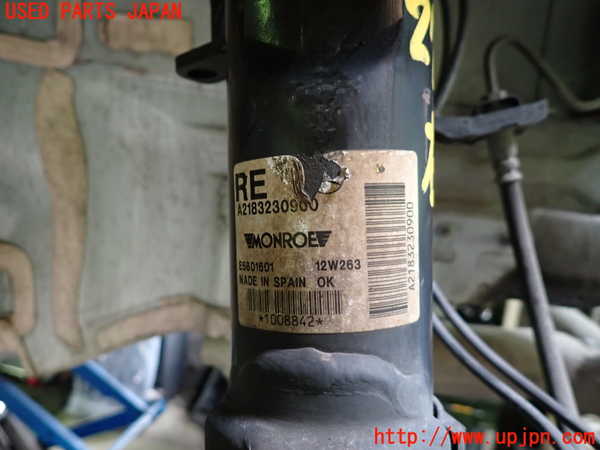 USED PARTS JAPAN
RE
A2183230900
MONROE
E5601601 12W263
MADE IN SPAIN OK
*1008842*
A2183230900
http://www.upjpn.com